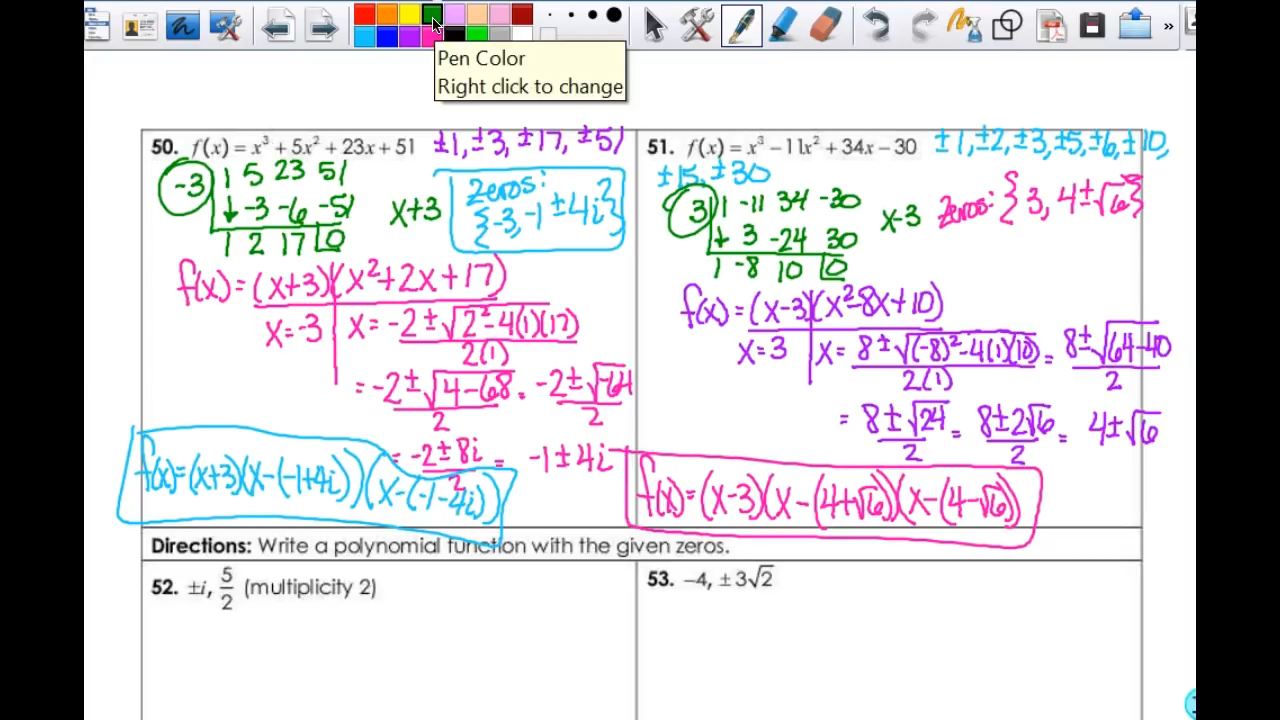 Pen Color
Right click to change
50. f(x) = x³ + 5x² + 23x + 51 ±1, ±3, ±17, ±51
-3 1 5 23 51
↓ -3 -6 -51
1 2 17 0
x+3
zeros:
{-3, -1 ± 4i}
f(x) = (x+3)(x²+2x+17)
x = -3 x = -2 ± √2²-4(1)(17)
2(1)
= -2 ± √4-68 = -2 ± √-64
2 2
= -2 ± 8i = -1 ± 4i
2
f(x) = (x+3)(x-(-1+4i))(x-(-1-4i))
51. f(x) = x³ – 11x² + 34x – 30 ±1, ±2, ±3, ±5, ±6, ±10,
±15, ±30
3 1 -11 34 -30
↓ 3 -24 30
1 -8 10 0
x-3
zeros: {3, 4±√6}
f(x) = (x-3)(x²-8x+10)
x = 3 x = 8 ± √(-8)²-4(1)(10) = 8 ± √64-40
2(1) 2
= 8 ± √24 = 8 ± 2√6 = 4 ± √6
2 2
f(x) = (x-3)(x-(4+√6)(x-(4-√6))
Directions: Write a polynomial function with the given zeros.
52. ±i, 5/2 (multiplicity 2)
53. –4, ± 3√2